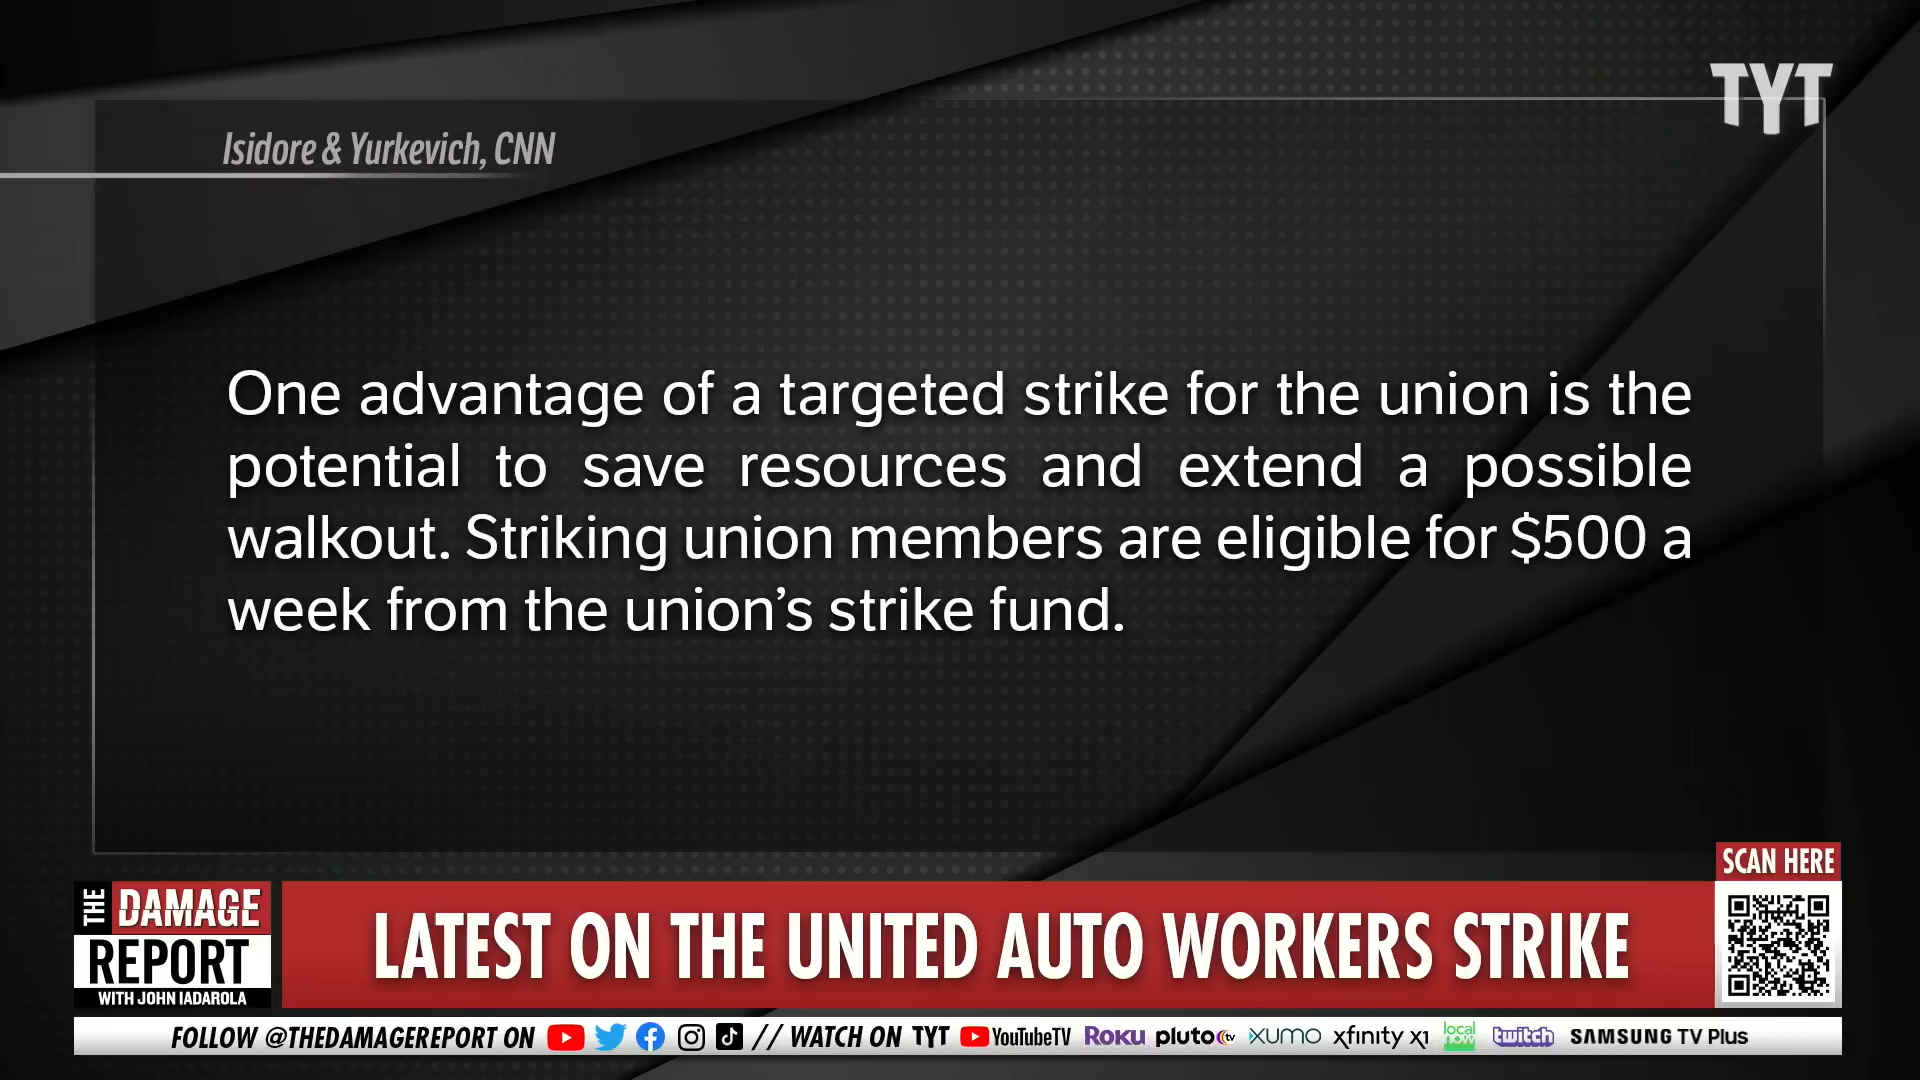 TYT
Isidore & Yurkevich, CNN
One advantage of a targeted strike for the union is the
potential to save resources and extend a possible
walkout. Striking union members are eligible for $500 a
week from the union’s strike fund.
SCAN HERE
THE DAMAGE
REPORT
WITH JOHN IADAROLA
LATEST ON THE UNITED AUTO WORKERS STRIKE
FOLLOW @THEDAMAGEREPORT ON // WATCH ON TYT YouTubeTV ROKU pluto tv XUMO xfinity x1 local now twitch SAMSUNG TV Plus